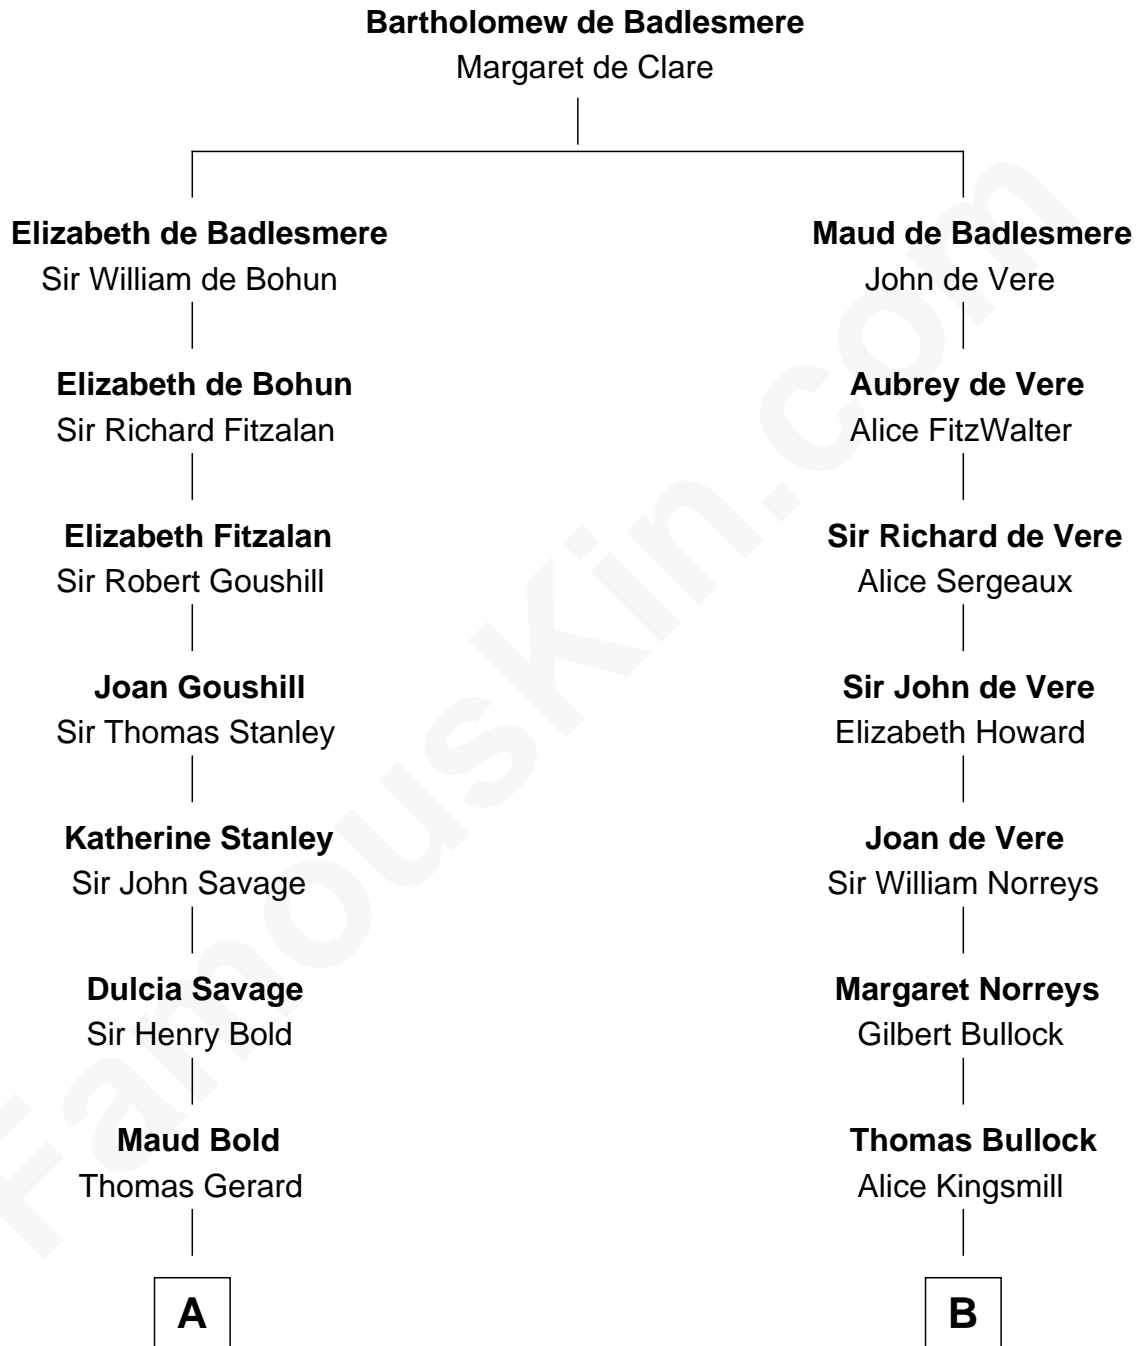 Bartholomew de Badlesmere
Margaret de Clare
Elizabeth de Badlesmere
Sir William de Bohun
Maud de Badlesmere
John de Vere
Elizabeth de Bohun
Sir Richard Fitzalan
Aubrey de Vere
Alice FitzWalter
Elizabeth Fitzalan
Sir Robert Goushill
Sir Richard de Vere
Alice Sergeaux
Joan Goushill
Sir Thomas Stanley
Sir John de Vere
Elizabeth Howard
Katherine Stanley
Sir John Savage
Joan de Vere
Sir William Norreys
Dulcia Savage
Sir Henry Bold
Margaret Norreys
Gilbert Bullock
Maud Bold
Thomas Gerard
Thomas Bullock
Alice Kingsmill
A
B
FamousKin.com